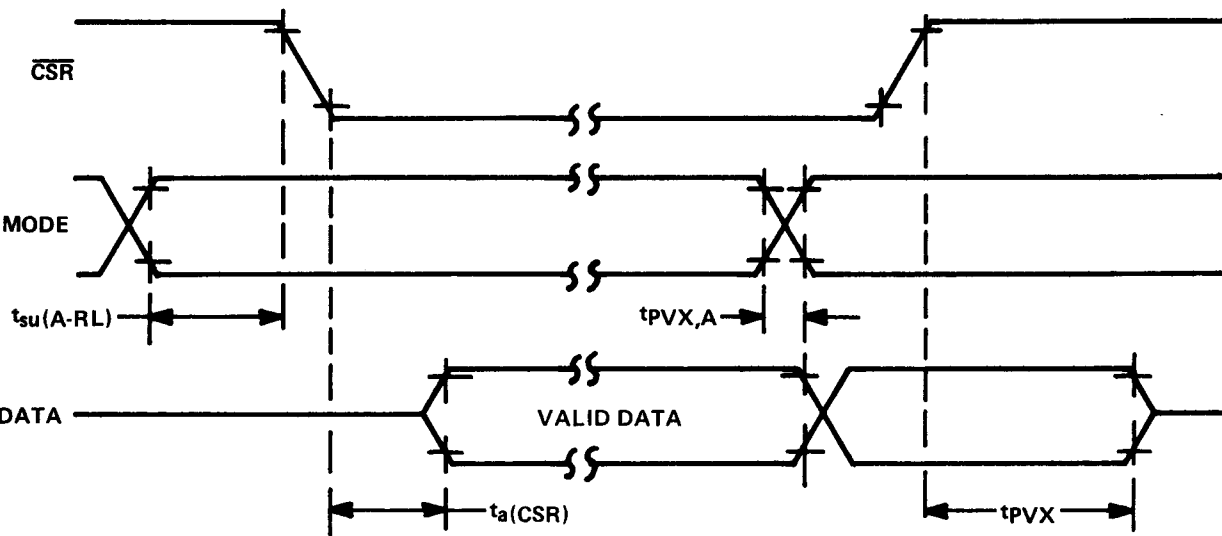 CSR
MODE
tsu(A-RL)
tPVX,A
DATA
VALID DATA
ta(CSR)
tPVX